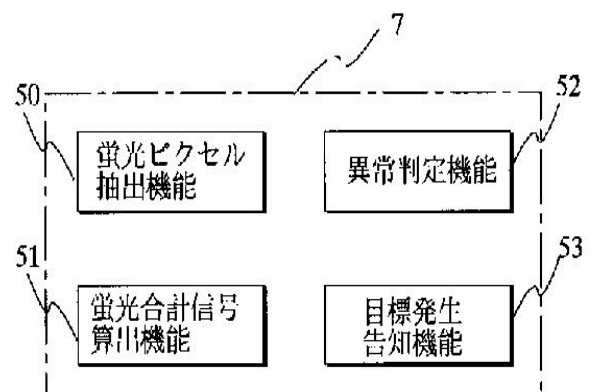 7
50
蛍光ピクセル
抽出機能
52
異常判定機能
51
蛍光合計信号
算出機能
53
目標発生
告知機能